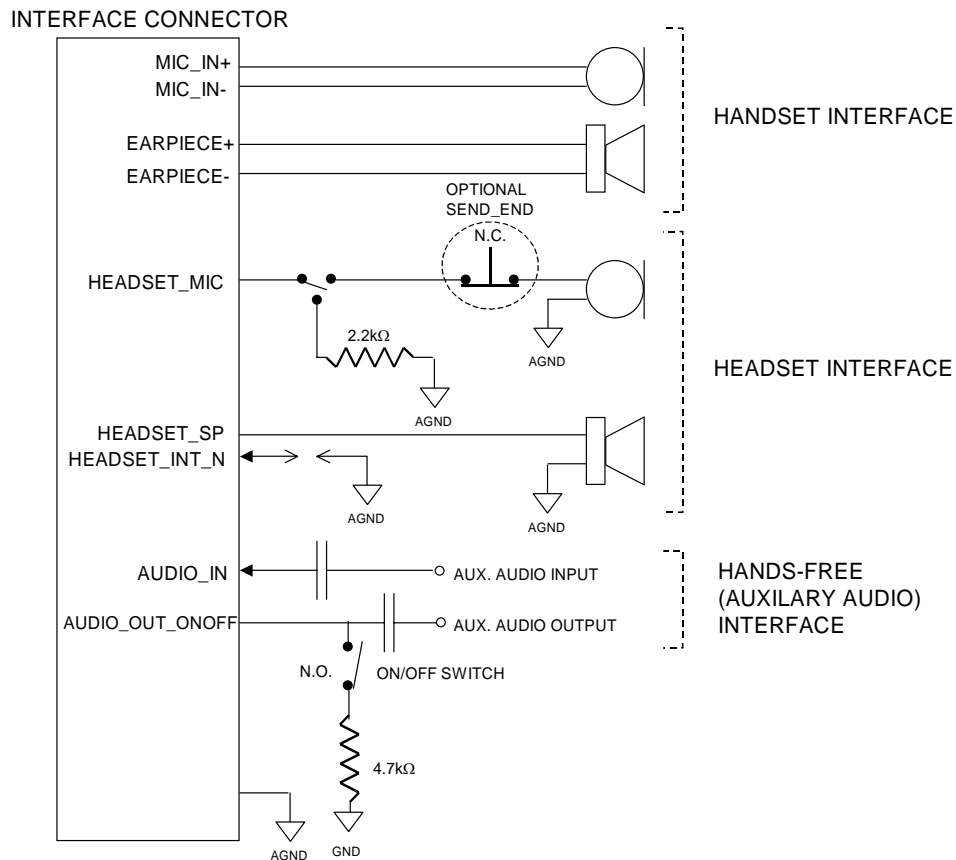 INTERFACE CONNECTOR
MIC_IN+
MIC_IN-
EARPIECE+
EARPIECE-
HANDSET INTERFACE
OPTIONAL
SEND_END
N.C.
HEADSET_MIC
2.2kΩ
AGND
AGND
HEADSET INTERFACE
HEADSET_SP
HEADSET_INT_N
AGND
AGND
AUDIO_IN
AUX. AUDIO INPUT
AUDIO_OUT_ONOFF
AUX. AUDIO OUTPUT
HANDS-FREE
(AUXILARY AUDIO)
INTERFACE
N.O.
ON/OFF SWITCH
4.7kΩ
AGND
GND